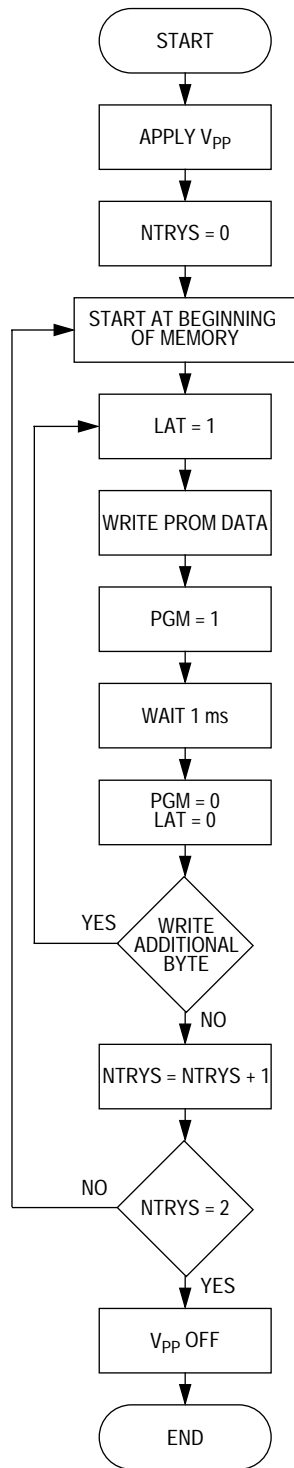 START
APPLY VPP
NTRYS = 0
START AT BEGINNING
OF MEMORY
LAT = 1
WRITE PROM DATA
PGM = 1
WAIT 1 ms
PGM = 0
LAT = 0
YES
WRITE
ADDITIONAL
BYTE
NO
NTRYS = NTRYS + 1
NO
NTRYS = 2
YES
VPP OFF
END